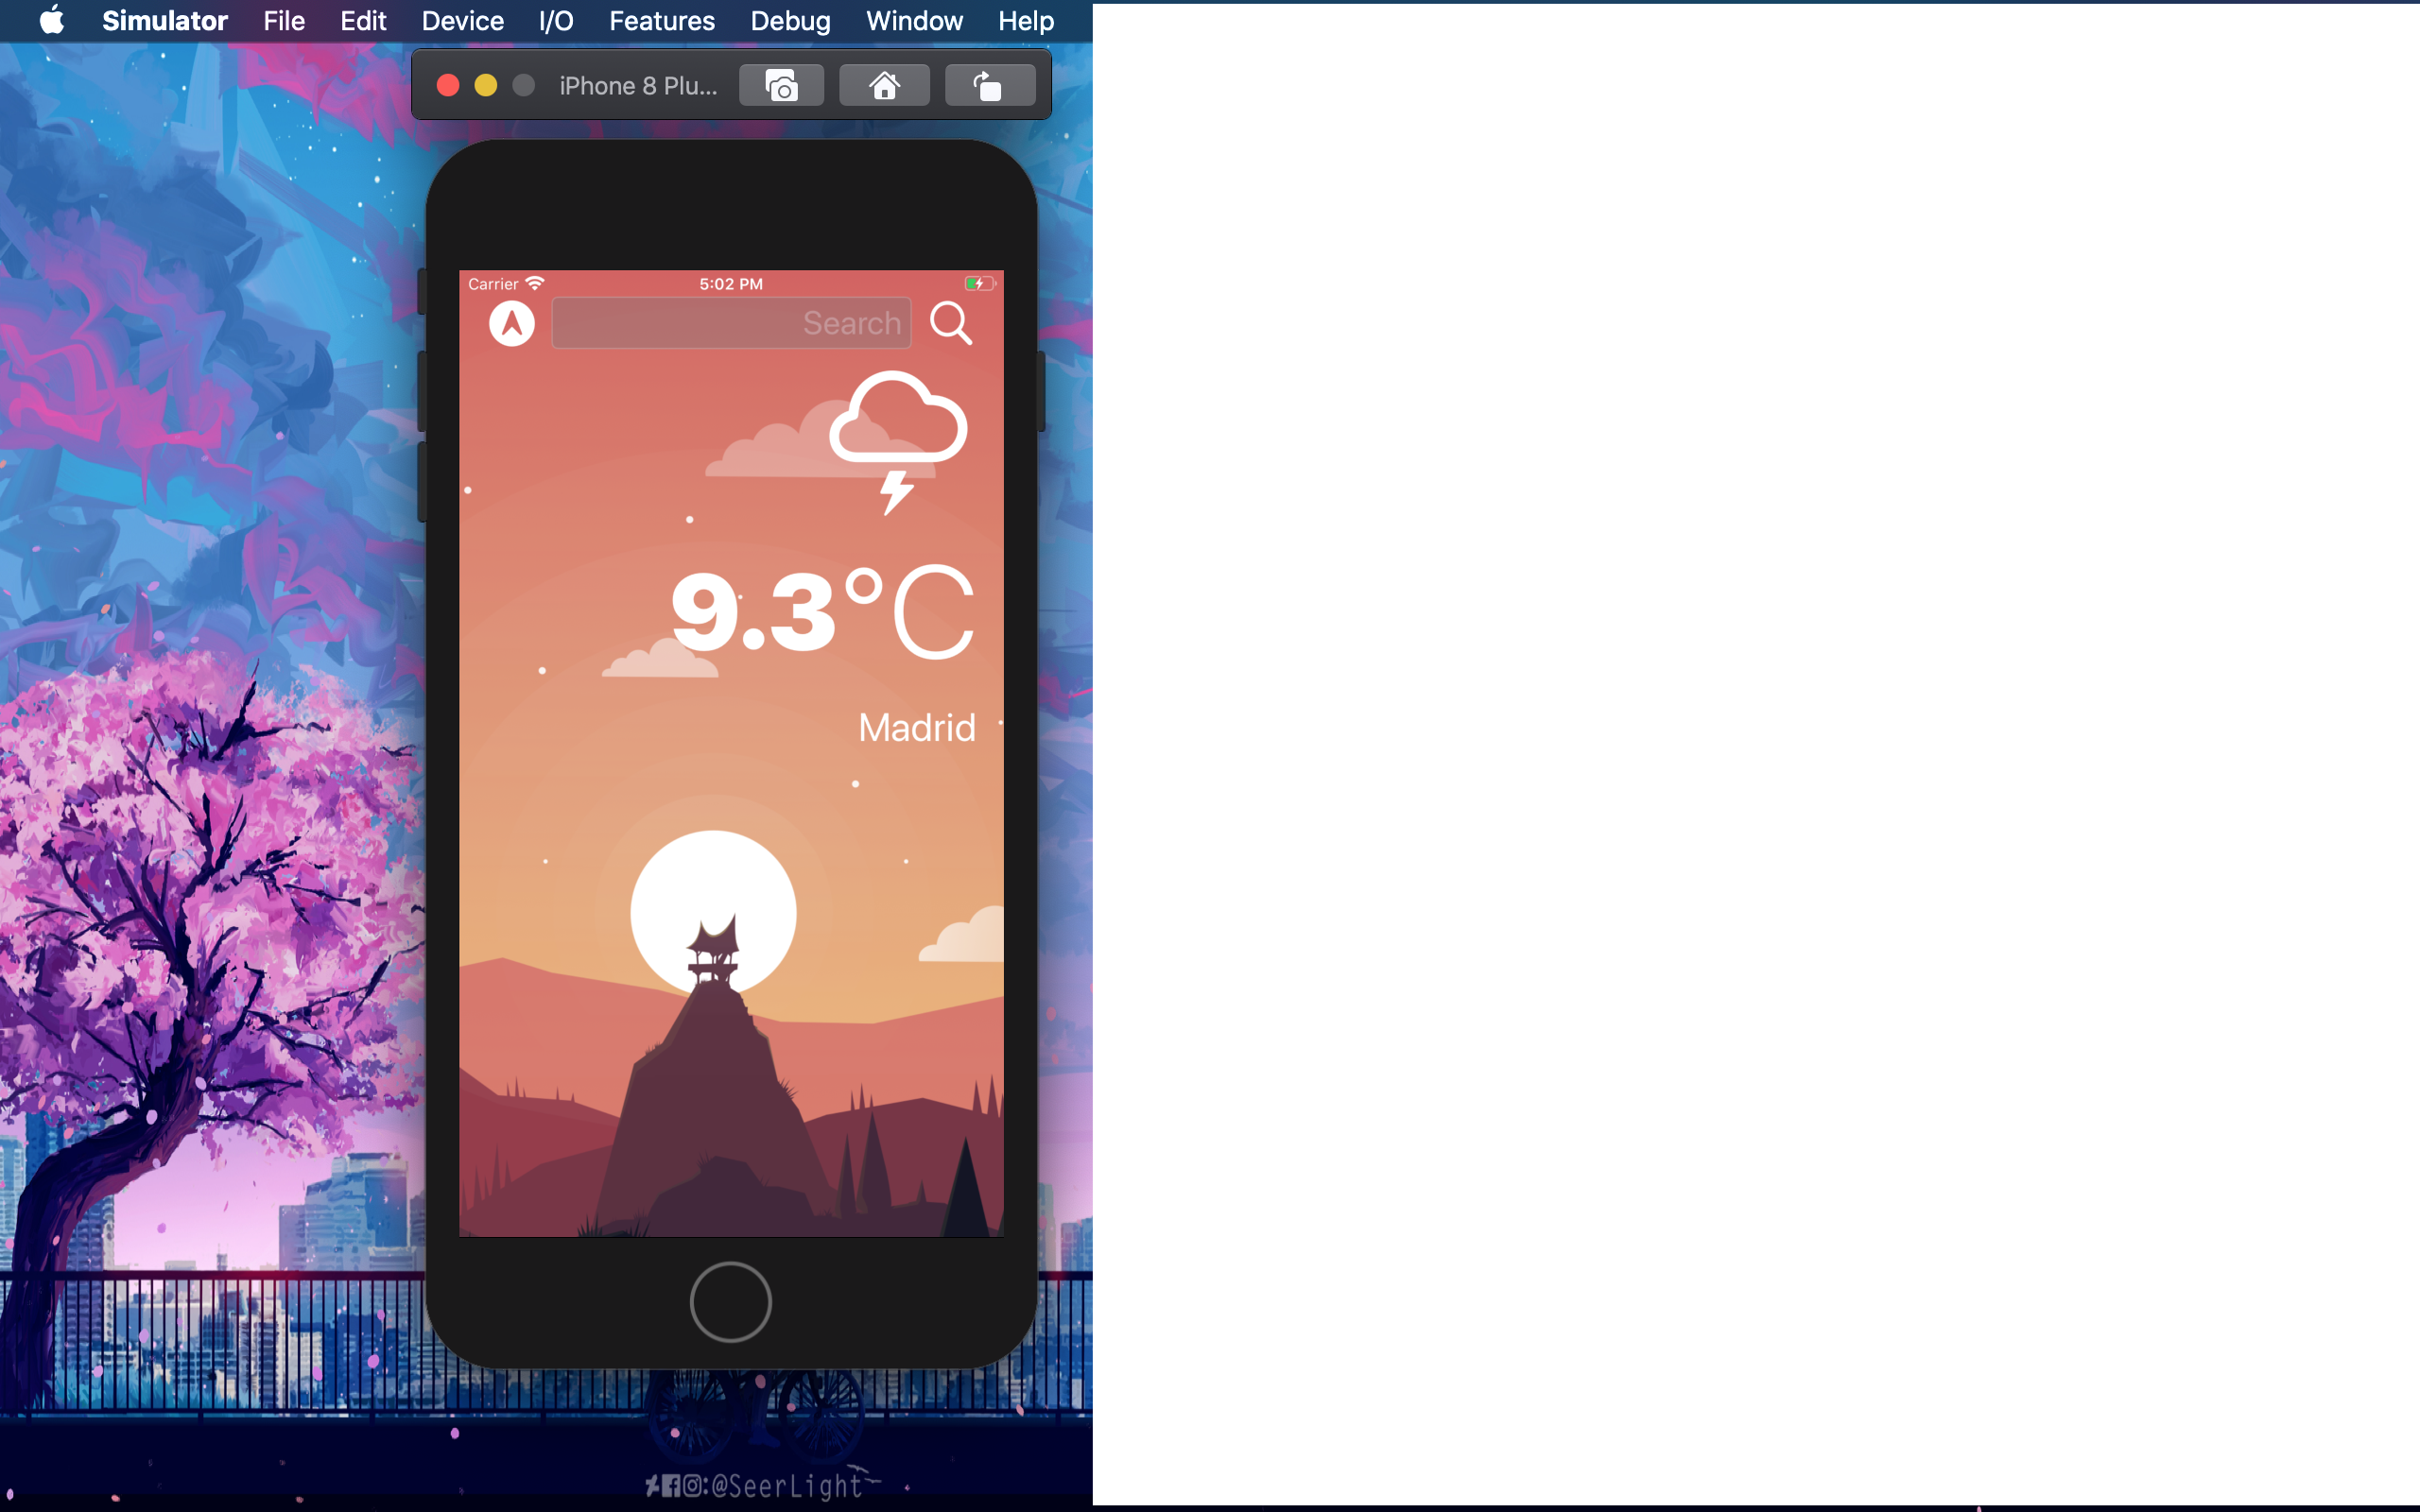 Simulator File Edit Device I/O Features Debug Window Help
iPhone 8 Plu...
Carrier 5:02 PM
Search
9.3°C
Madrid
:@SeerLight